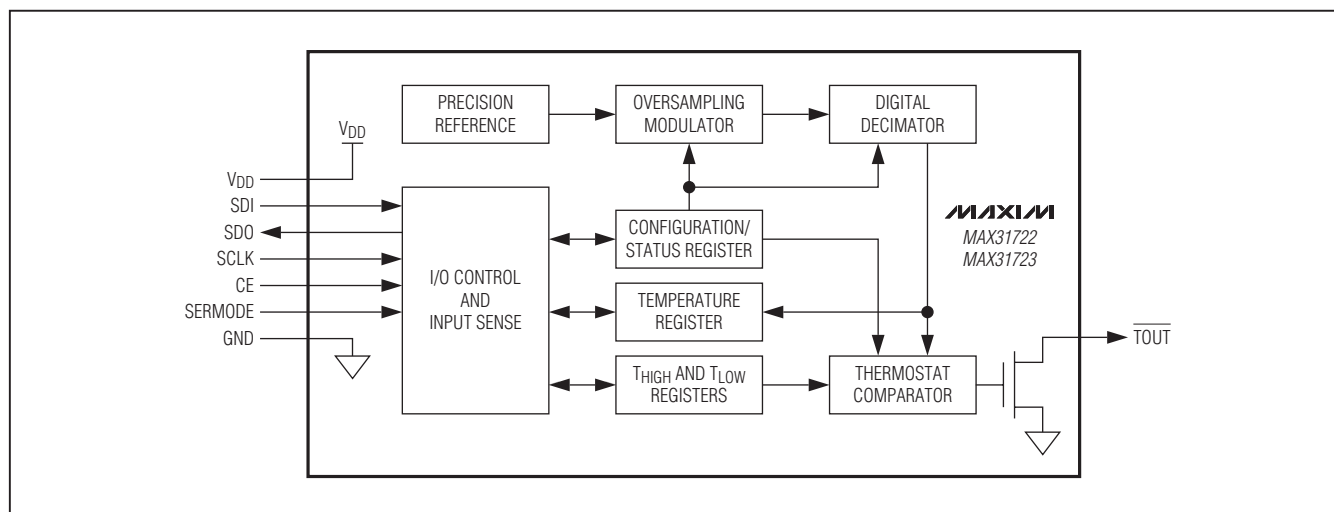 PRECISION
REFERENCE
OVERSAMPLING
MODULATOR
DIGITAL
DECIMATOR
VDD
VDD
SDI
SDO
SCLK
CE
SERMODE
GND
I/O CONTROL
AND
INPUT SENSE
CONFIGURATION/
STATUS REGISTER
TEMPERATURE
REGISTER
THIGH AND TLOW
REGISTERS
THERMOSTAT
COMPARATOR
MAXIM
MAX31722
MAX31723
TOUT